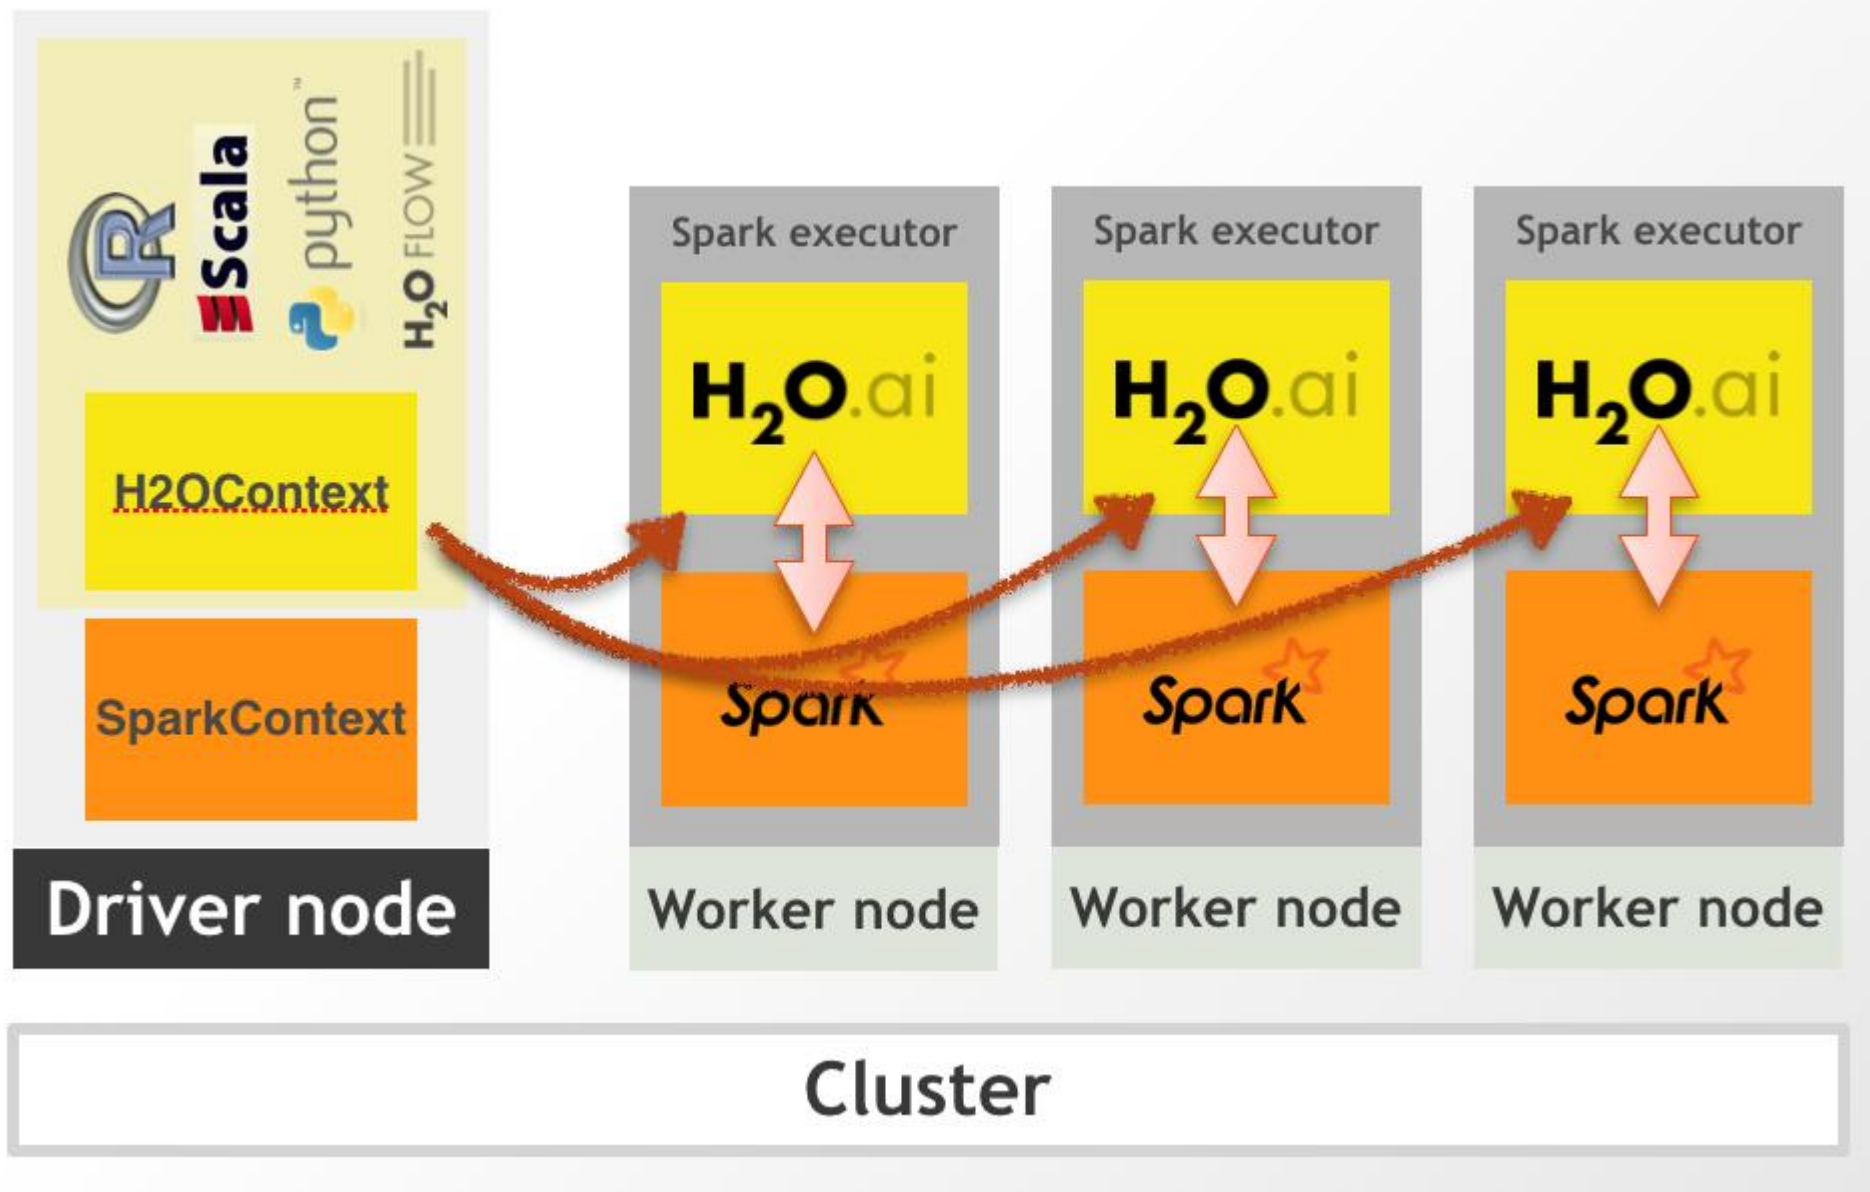 R
Scala
python™
H₂O FLOW
H2OContext
SparkContext
Driver node
Spark executor
H₂O.ai
Spark
Worker node
Spark executor
H₂O.ai
Spark
Worker node
Spark executor
H₂O.ai
Spark
Worker node
Cluster